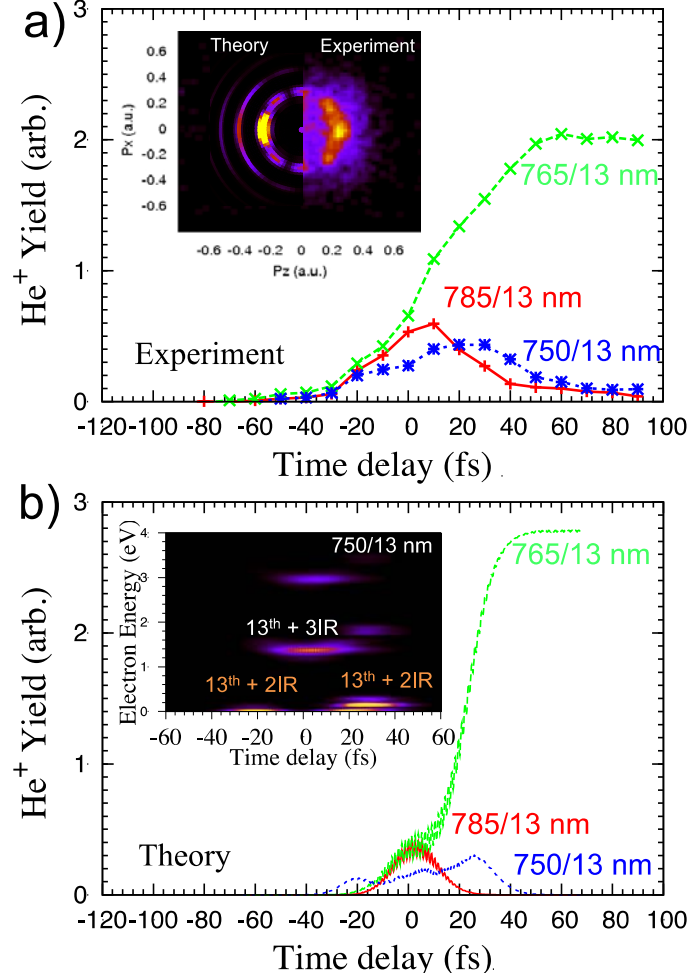 a)
3
2
1
0
He+ Yield (arb.)
Theory Experiment
0.6
0.4
0.2
0
-0.2
-0.4
-0.6
Px (a.u.)
-0.6 -0.4 -0.2 0 0.2 0.4 0.6
Pz (a.u.)
765/13 nm
785/13 nm
750/13 nm
Experiment
-120 -100 -80 -60 -40 -20 0 20 40 60 80 100
Time delay (fs)
b)
3
2
1
0
He+ Yield (arb.)
750/13 nm
4
3
2
1
0
Electron Energy (eV)
13th + 3IR
13th + 2IR 13th + 2IR
-60 -40 -20 0 20 40 60
Time delay (fs)
765/13 nm
785/13 nm
750/13 nm
Theory
-120 -100 -80 -60 -40 -20 0 20 40 60 80 100
Time delay (fs)